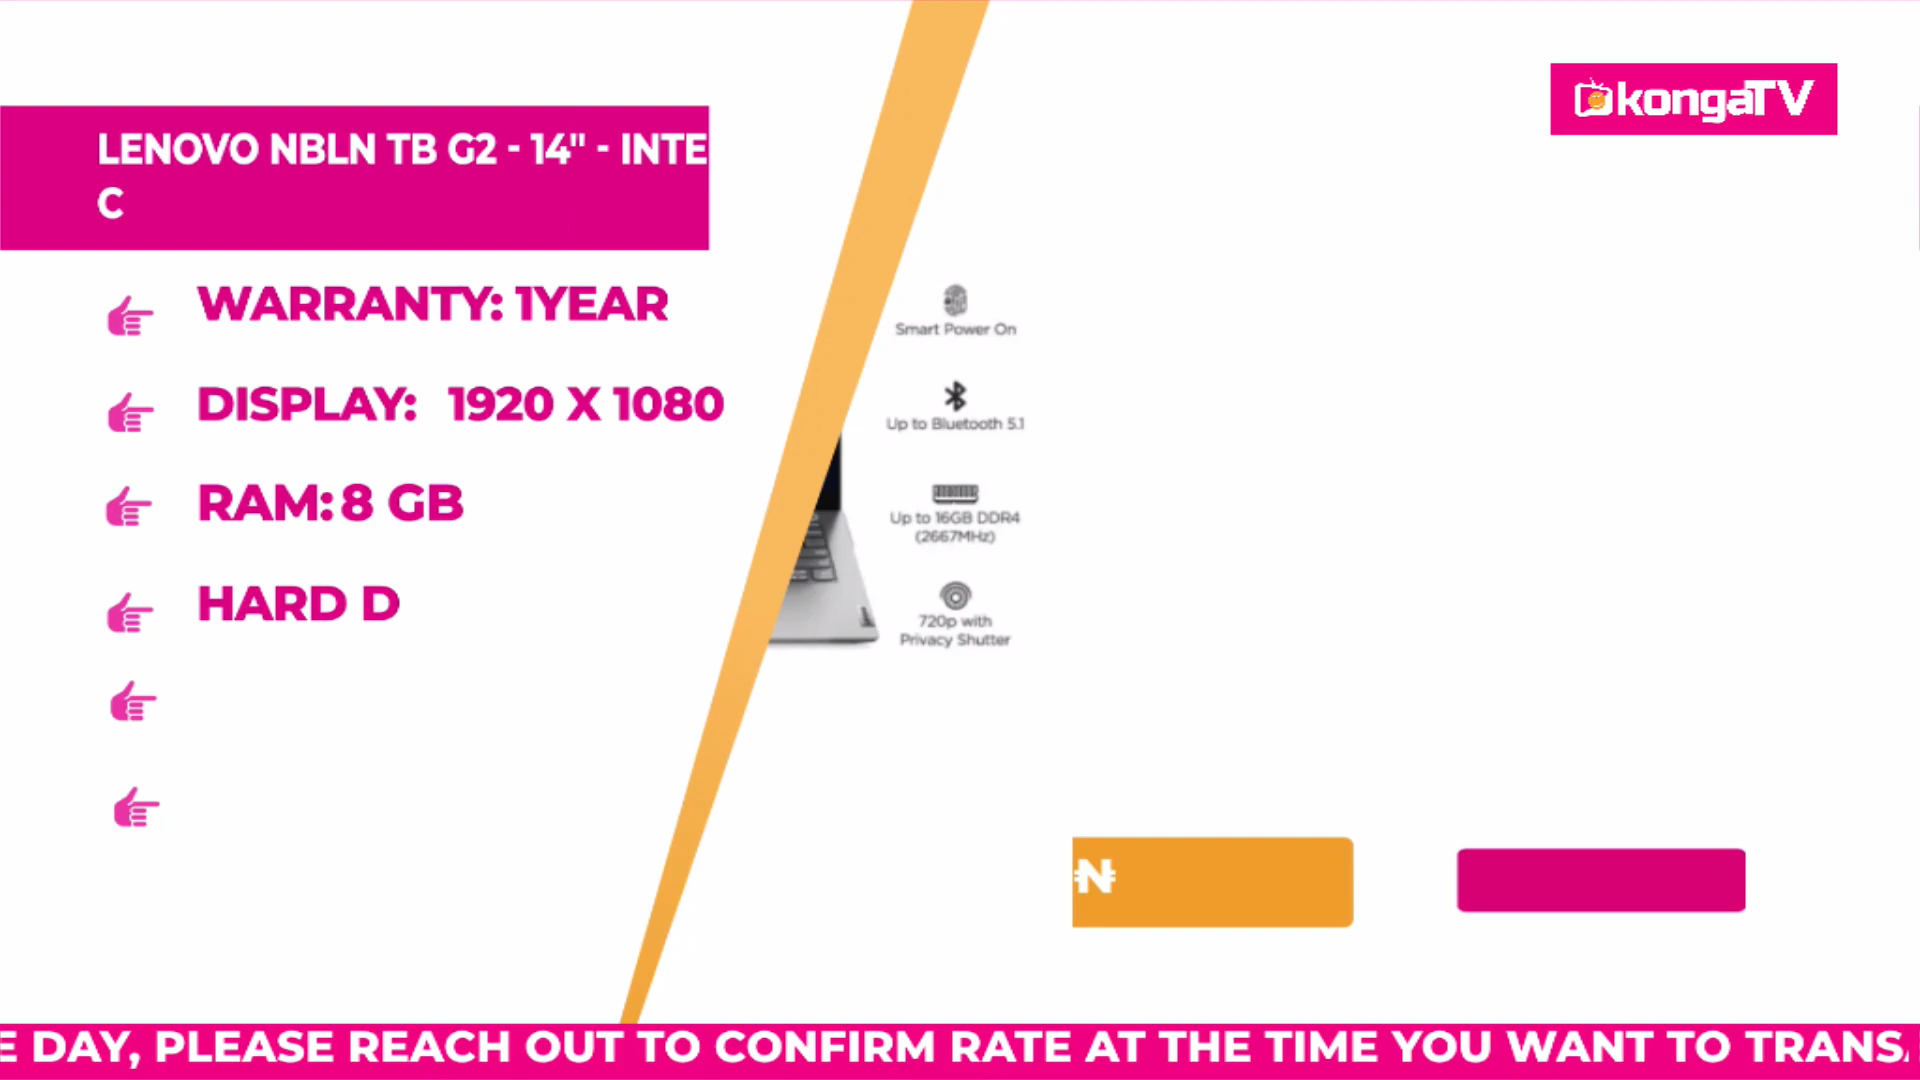 kongaTV
LENOVO NBLN TB G2 - 14" - INTE
C
WARRANTY: 1YEAR
DISPLAY: 1920 X 1080
RAM: 8 GB
HARD D
Smart Power On
Up to Bluetooth 5.1
Up to 16GB DDR4
(2667MHz)
720p with
Privacy Shutter
₦
E DAY, PLEASE REACH OUT TO CONFIRM RATE AT THE TIME YOU WANT TO TRANS